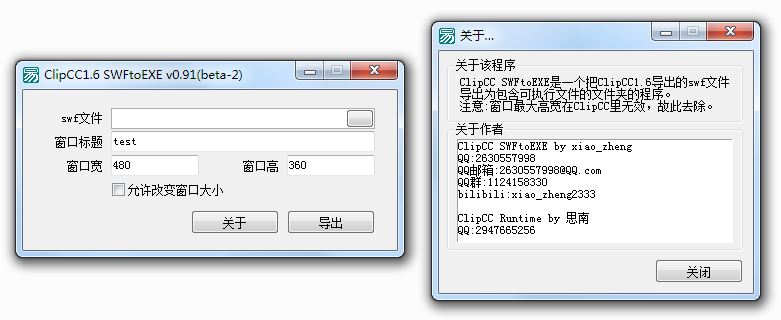 ClipCC1.6 SWFtoEXE v0.91(beta-2)
swf文件
窗口标题 test
窗口宽 480 窗口高 360
允许改变窗口大小
关于 导出
关于...
关于该程序
ClipCC SWFtoEXE是一个把ClipCC1.6导出的swf文件
导出为包含可执行文件的文件夹的程序。
注意:窗口最大高宽在ClipCC里无效，故此去除。
关于作者
ClipCC SWFtoEXE by xiao_zheng
QQ:2630557998
QQ邮箱:2630557998@QQ.com
QQ群:1124158330
bilibili:xiao_zheng2333
ClipCC Runtime by 思南
QQ:2947665256
关闭